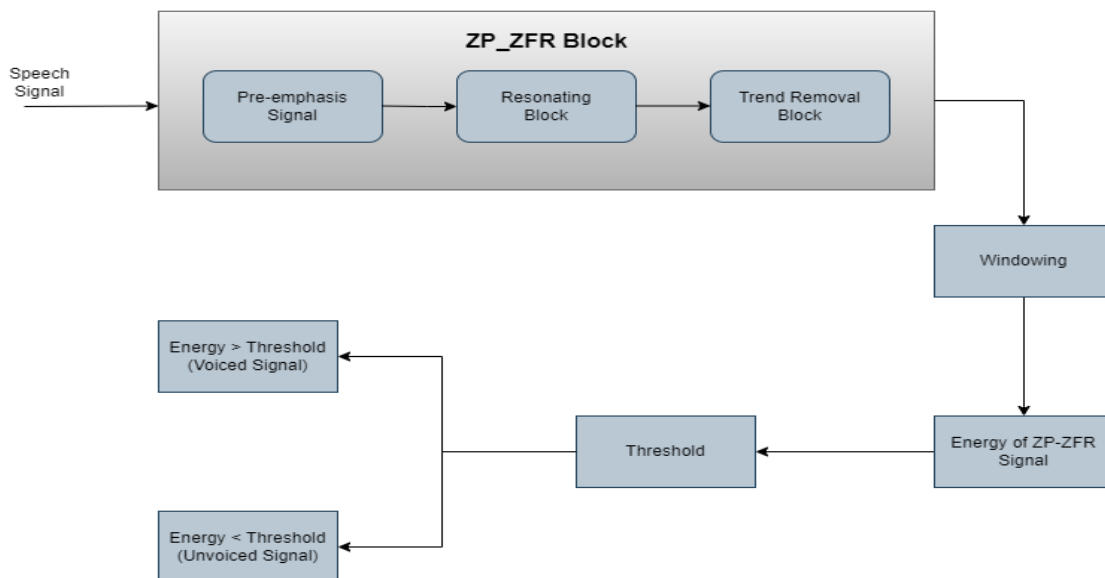 ZP_ZFR Block
Speech
Signal
Pre-emphasis
Signal
Resonating
Block
Trend Removal
Block
Windowing
Energy > Threshold
(Voiced Signal)
Threshold
Energy of ZP-ZFR
Signal
Energy < Threshold
(Unvoiced Signal)